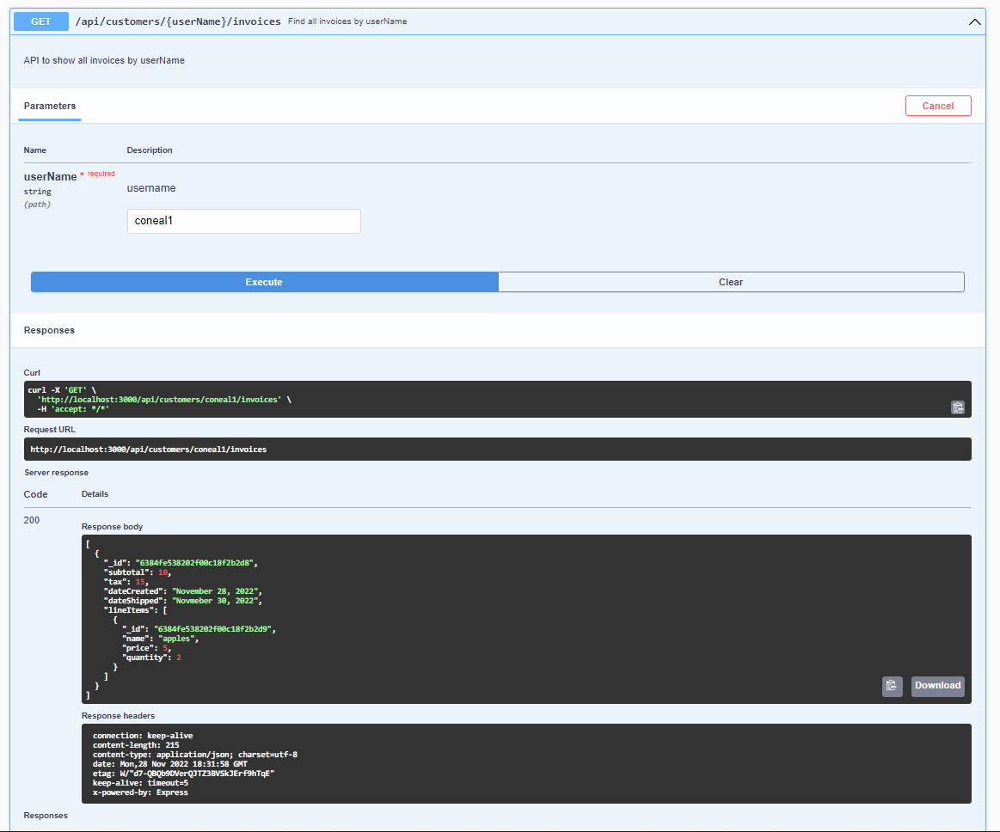 GET /api/customers/{userName}/invoices Find all invoices by userName
API to show all invoices by userName
Parameters Cancel
Name Description
userName * required
string
(path)
username
coneal1
Execute Clear
Responses
Curl
curl -X 'GET' \
'http://localhost:3000/api/customers/coneal1/invoices' \
-H 'accept: */*'
Request URL
http://localhost:3000/api/customers/coneal1/invoices
Server response
Code Details
200
Response body
[
{
"_id": "6384fe538202f00c18f2b2d8",
"subtotal": 10,
"tax": 15,
"dateCreated": "November 28, 2022",
"dateShipped": "Novmeber 30, 2022",
"lineItems": [
{
"_id": "6384fe538202f00c18f2b2d9",
"name": "apples",
"price": 5,
"quantity": 2
}
]
}
]
Download
Response headers
connection: keep-alive
content-length: 215
content-type: application/json; charset=utf-8
date: Mon,28 Nov 2022 18:31:58 GMT
etag: W/"d7-QBQb9DVerQJTZ3BVSkJErf9hTqE"
keep-alive: timeout=5
x-powered-by: Express
Responses